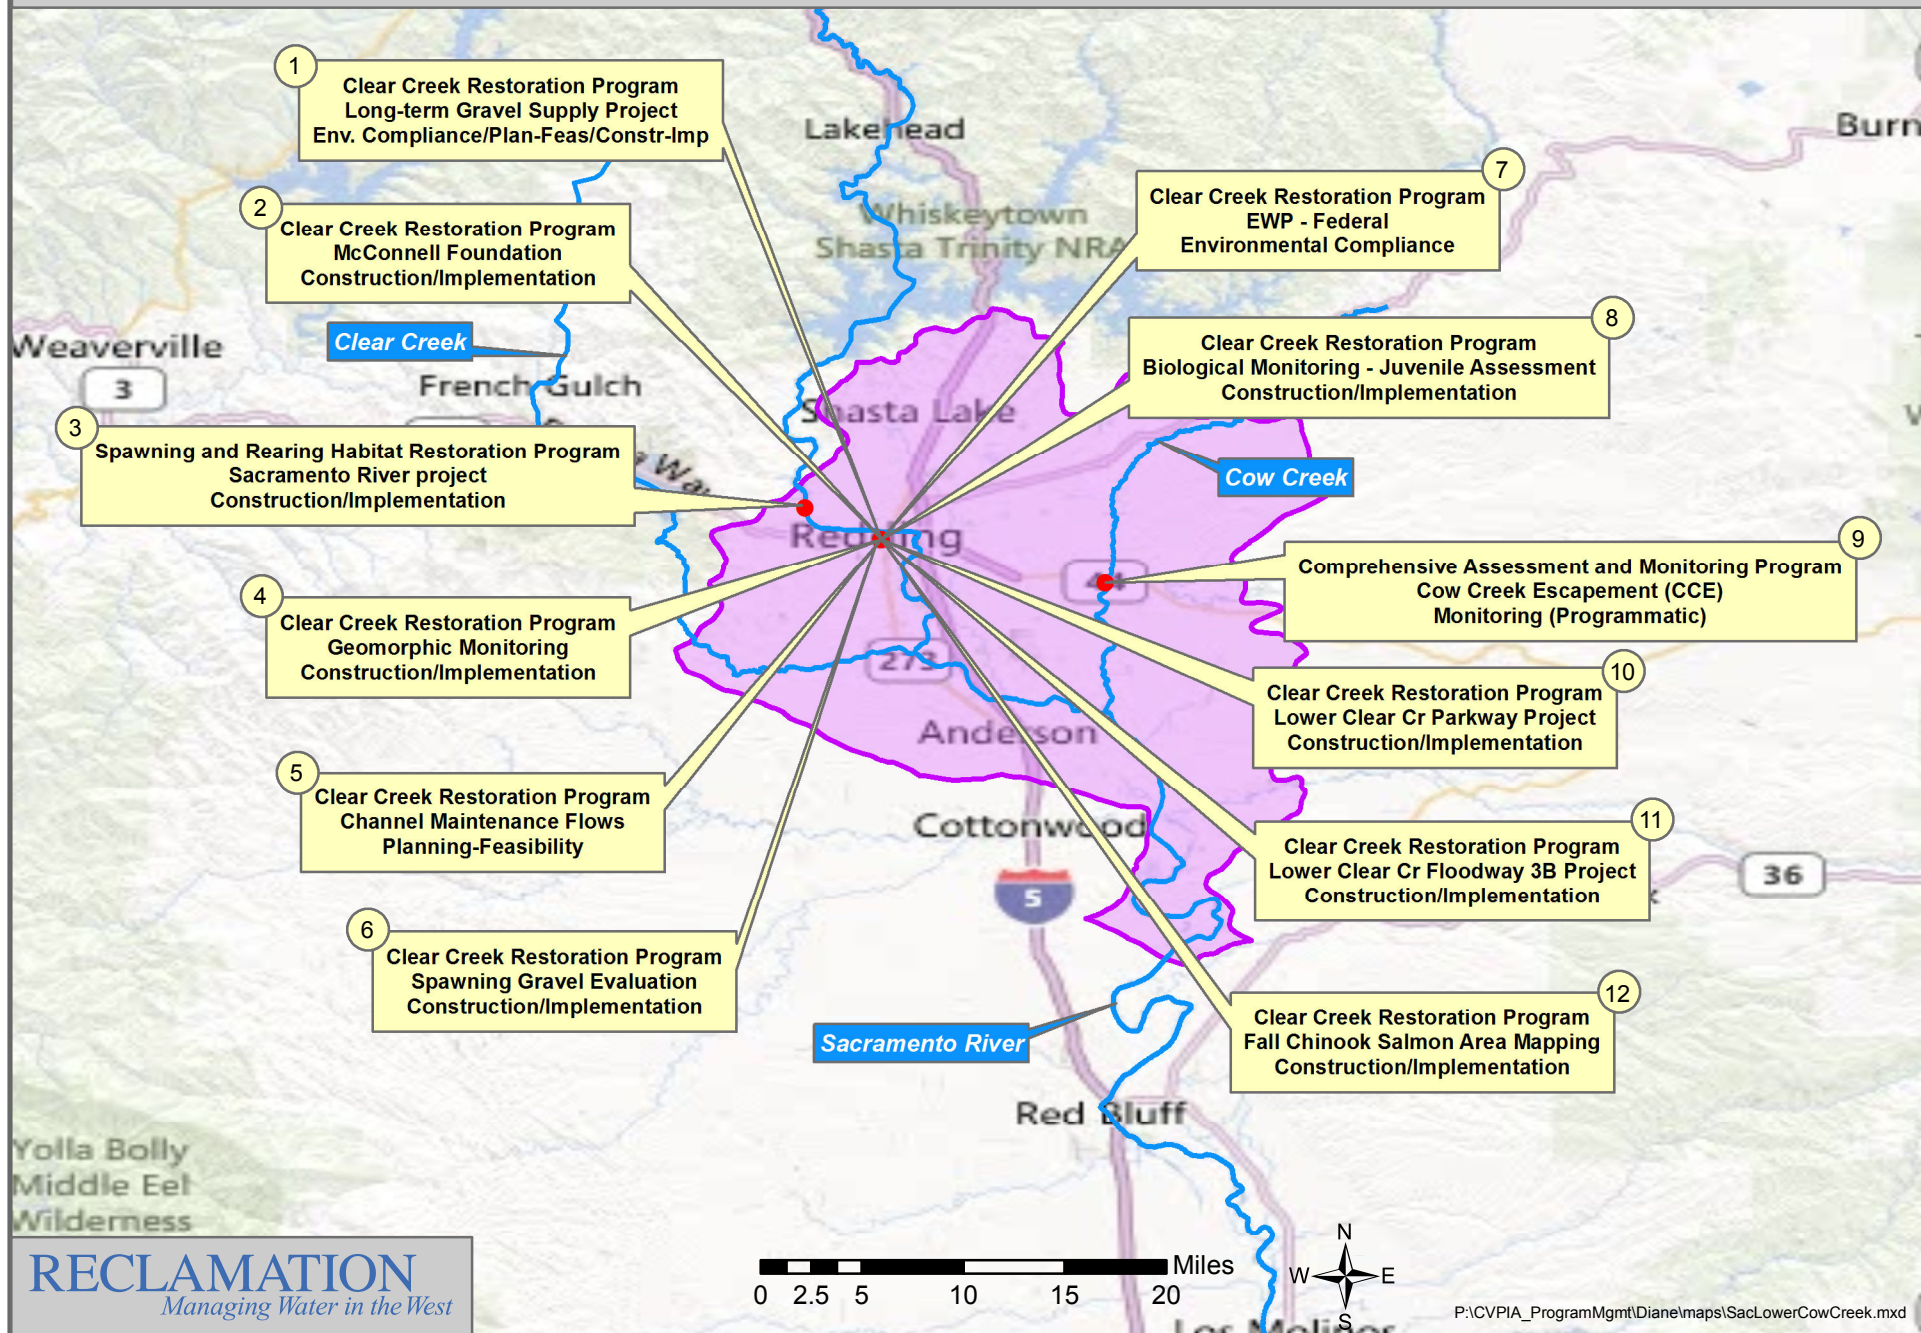 1
Clear Creek Restoration Program
Long-term Gravel Supply Project
Env. Compliance/Plan-Feas/Constr-Imp
Lakehead
Burn
7
Clear Creek Restoration Program
EWP - Federal
Environmental Compliance
2
Clear Creek Restoration Program
McConnell Foundation
Construction/Implementation
Whiskeytown
Shasta Trinity NRA
8
Clear Creek Restoration Program
Biological Monitoring - Juvenile Assessment
Construction/Implementation
Clear Creek
Weaverville
3
French Gulch
Shasta Lake
3
Spawning and Rearing Habitat Restoration Program
Sacramento River project
Construction/Implementation
Cow Creek
Redding
9
Comprehensive Assessment and Monitoring Program
Cow Creek Escapement (CCE)
Monitoring (Programmatic)
44
4
Clear Creek Restoration Program
Geomorphic Monitoring
Construction/Implementation
273
10
Clear Creek Restoration Program
Lower Clear Cr Parkway Project
Construction/Implementation
Anderson
5
Clear Creek Restoration Program
Channel Maintenance Flows
Planning-Feasibility
Cottonwood
11
Clear Creek Restoration Program
Lower Clear Cr Floodway 3B Project
Construction/Implementation
36
5
6
Clear Creek Restoration Program
Spawning Gravel Evaluation
Construction/Implementation
12
Clear Creek Restoration Program
Fall Chinook Salmon Area Mapping
Construction/Implementation
Sacramento River
Red Bluff
Yolla Bolly
Middle Eel
Wilderness
RECLAMATION
Managing Water in the West
Miles
0 2.5 5 10 15 20
N
W E
S
P:\CVPIA_ProgramMgmt\Diane\maps\SacLowerCowCreek.mxd
Los Molinos